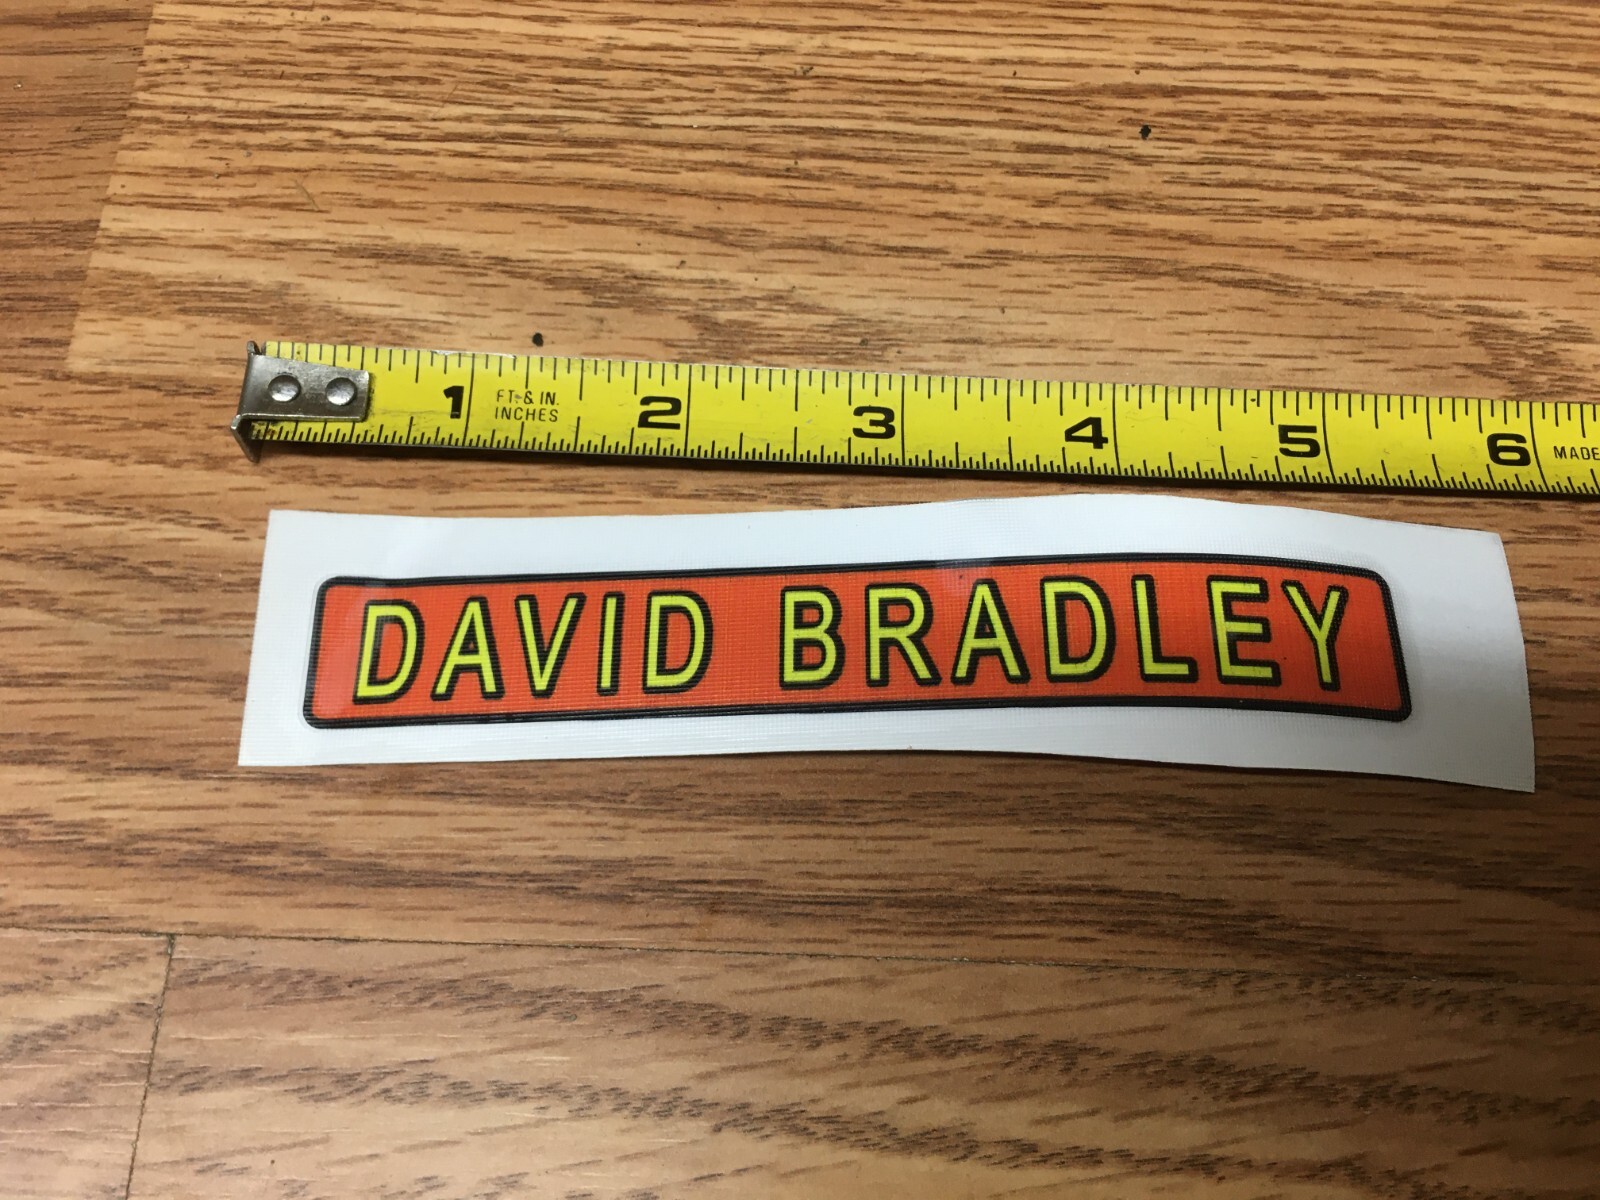 1 FT. & IN. 2 3 4 5 6 MADE
INCHES
DAVID BRADLEY